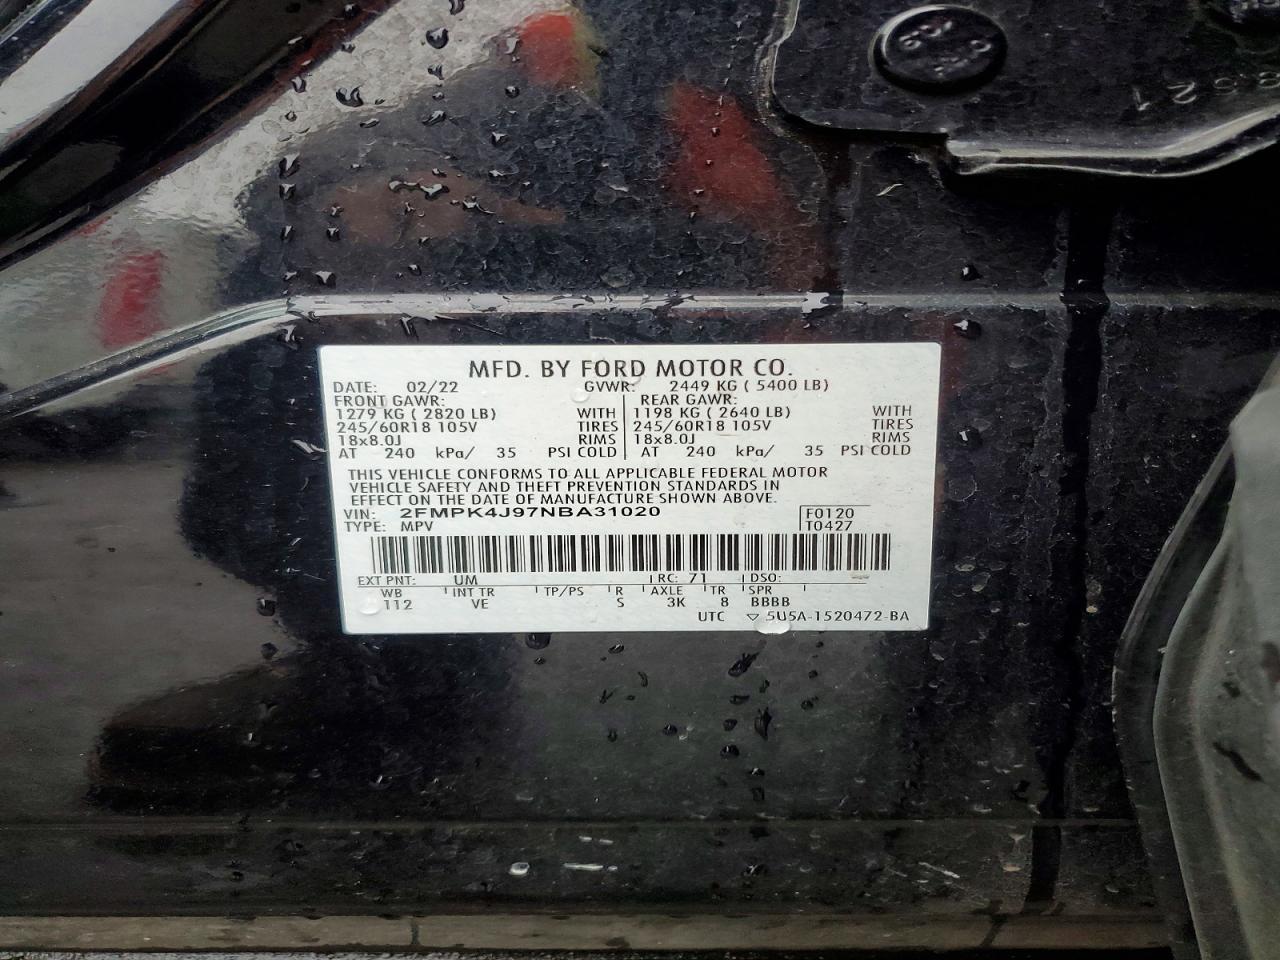 MFD. BY FORD MOTOR CO.
DATE: 02/22 GVWR: 2449 KG ( 5400 LB)
FRONT GAWR: REAR GAWR:
1279 KG ( 2820 LB) WITH 1198 KG ( 2640 LB) WITH
245/60R18 105V TIRES 245/60R18 105V TIRES
18x8.0J RIMS 18x8.0J RIMS
AT 240 kPa/ 35 PSI COLD AT 240 kPa/ 35 PSI COLD
THIS VEHICLE CONFORMS TO ALL APPLICABLE FEDERAL MOTOR
VEHICLE SAFETY AND THEFT PREVENTION STANDARDS IN
EFFECT ON THE DATE OF MANUFACTURE SHOWN ABOVE.
VIN: 2FMPK4J97NBA31020 F0120
TYPE: MPV T0427
EXT PNT: UM RC: 71 DSO:
WB INT TR TP/PS R AXLE TR SPR
112 VE S 3K 8 BBBB
UTC ▽ 5U5A-1520472-BA